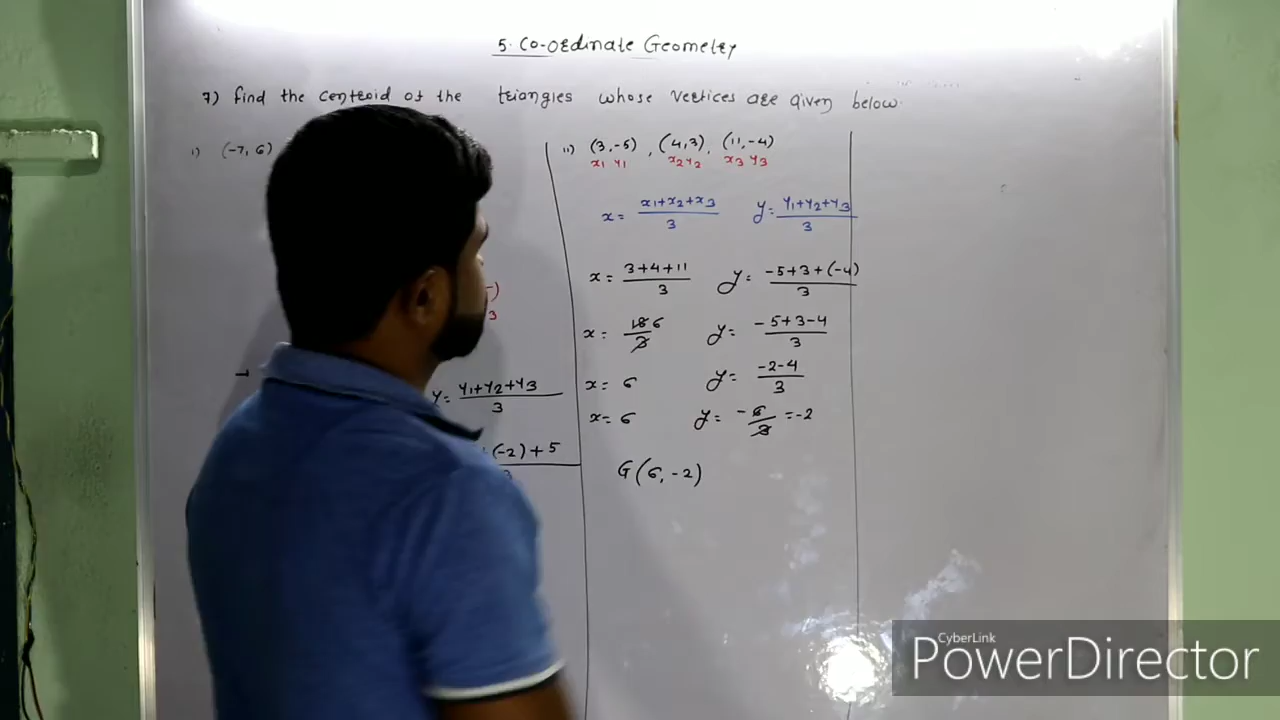 5. Co-ordinate Geometry
7) Find the centroid of the triangles whose vertices are given below.
i) (-7, 6)
3
y = y1+y2+y3 / 3
(-2) + 5
ii) (3,-5), (4,3), (11,-4)
x1 y1 x2 y2 x3 y3
x = x1+x2+x3 / 3 y = y1+y2+y3 / 3
x = 3+4+11 / 3 y = -5+3+(-4) / 3
x = 18 6 / 3 y = -5+3-4 / 3
x = 6 y = -2-4 / 3
x = 6 y = -6 / 3 = -2
G(6, -2)
CyberLink
PowerDirector